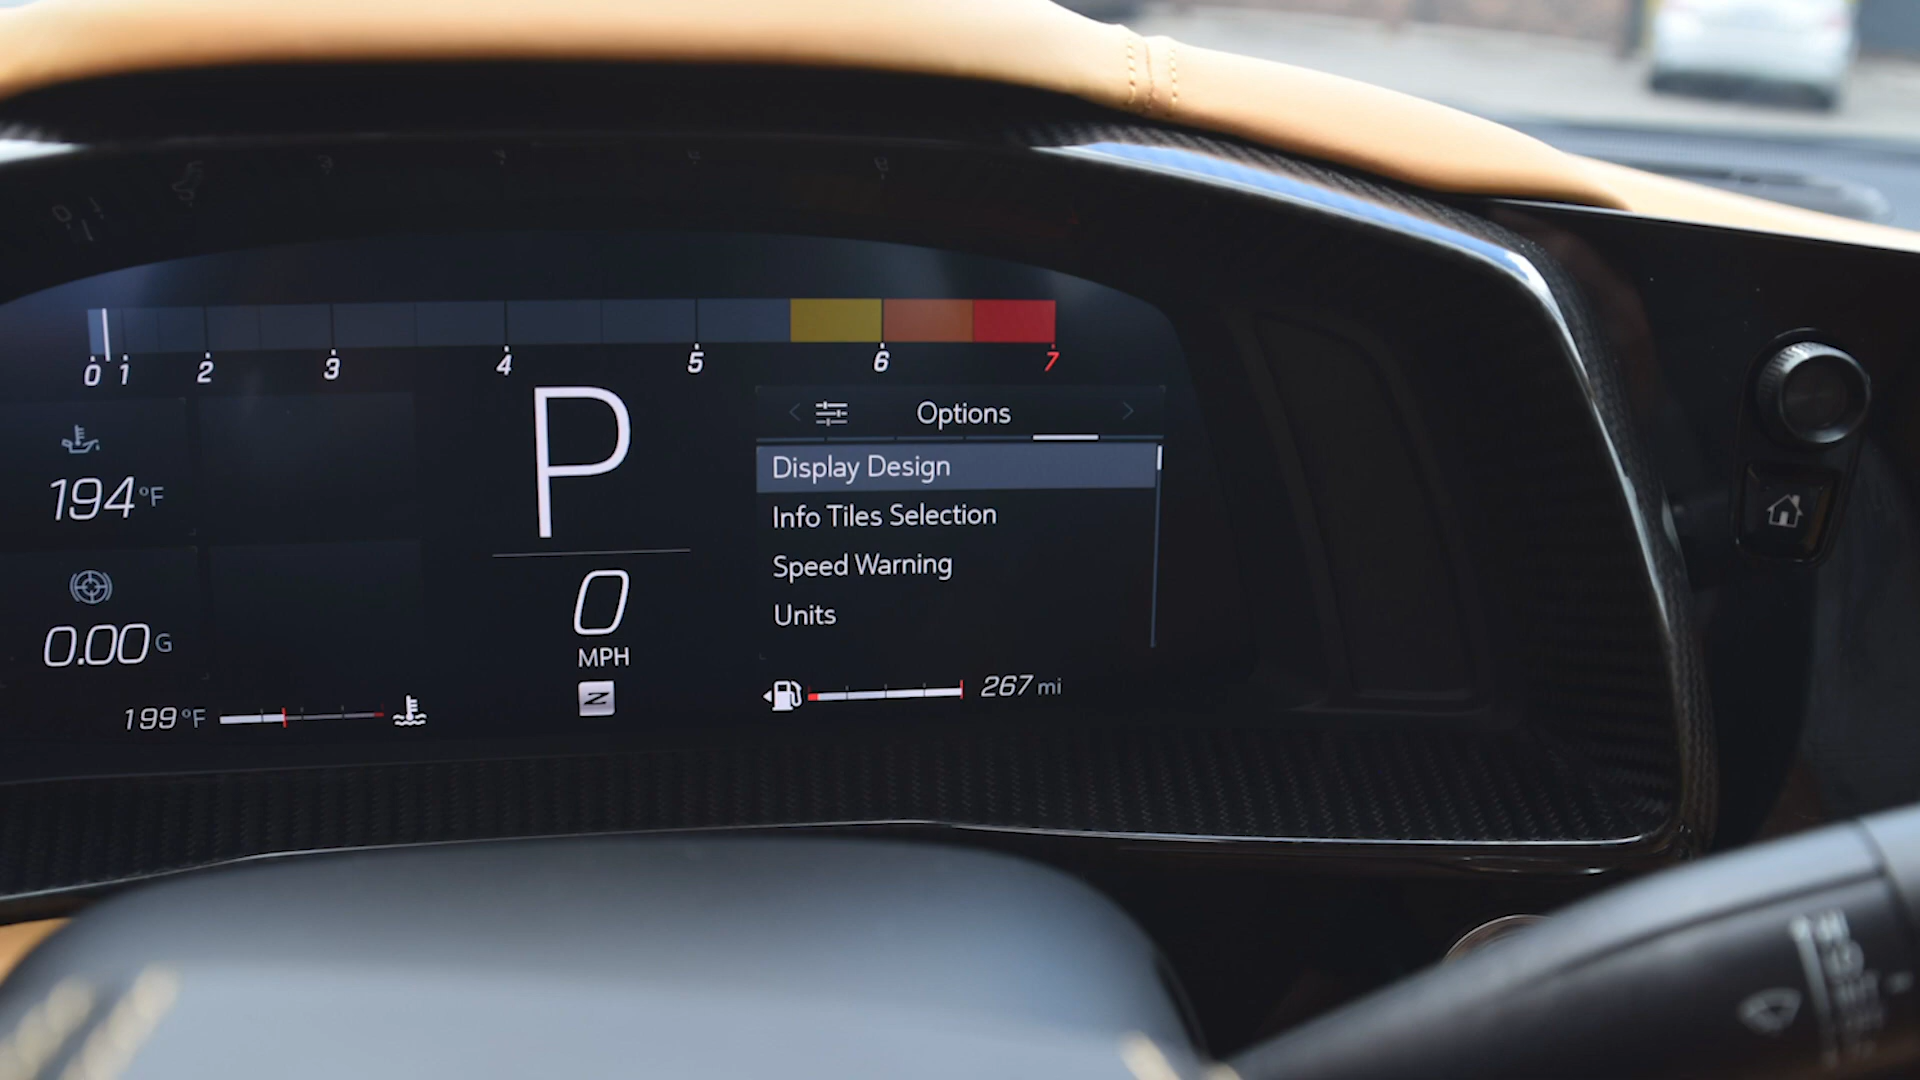 0 1 2 3 4 5 6 7
P
Options
Display Design
Info Tiles Selection
Speed Warning
Units
194°F
0.00 G
0
MPH
Z
199°F
267 mi